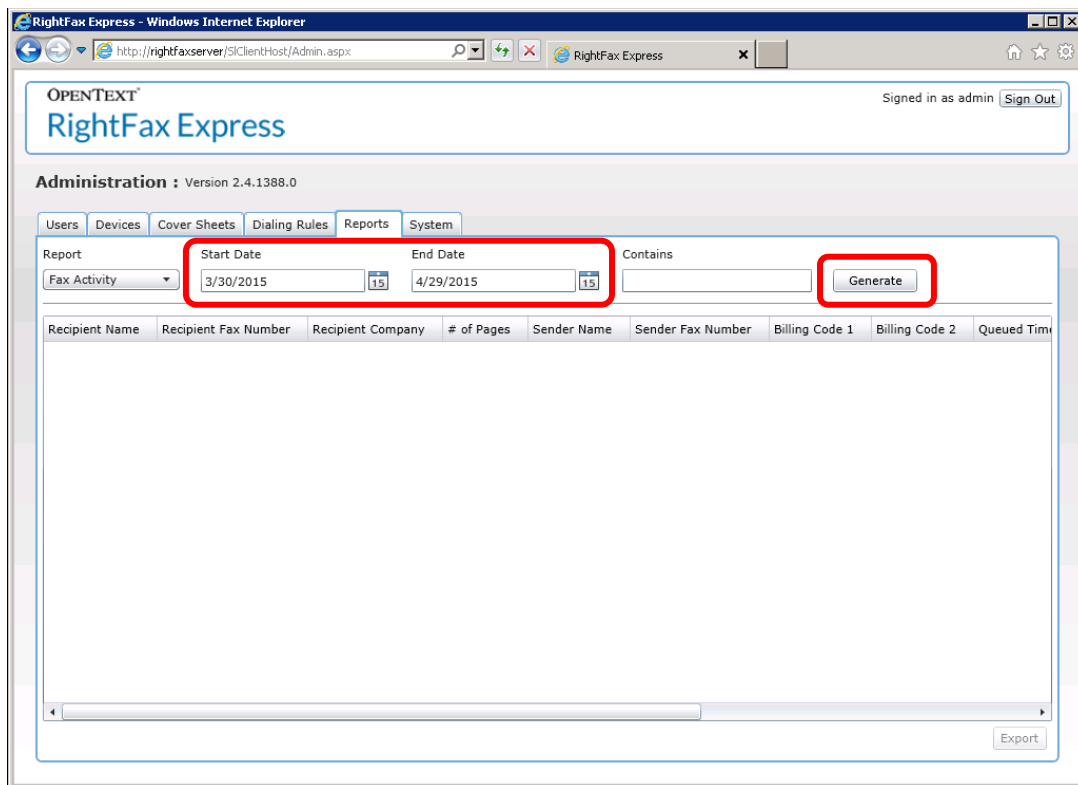 RightFax Express - Windows Internet Explorer
http://rightfaxserver/SlClientHost/Admin.aspx
RightFax Express
OPENTEXT
Signed in as admin Sign Out
RightFax Express
Administration : Version 2.4.1388.0
Users Devices Cover Sheets Dialing Rules Reports System
Report Start Date End Date Contains
Fax Activity 3/30/2015 15 4/29/2015 15 Generate
Recipient Name Recipient Fax Number Recipient Company # of Pages Sender Name Sender Fax Number Billing Code 1 Billing Code 2 Queued Time
Export